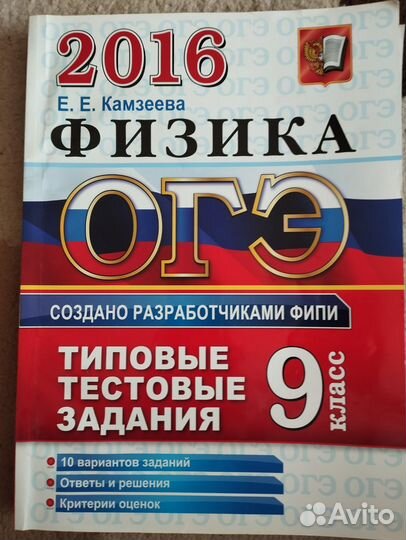 2016
Е. Е. Камзеева
ФИЗИКА
ОГЭ
СОЗДАНО РАЗРАБОТЧИКАМИ ФИПИ
ТИПОВЫЕ
ТЕСТОВЫЕ
ЗАДАНИЯ
9 класс
10 вариантов заданий
Ответы и решения
Критерии оценок
Avito